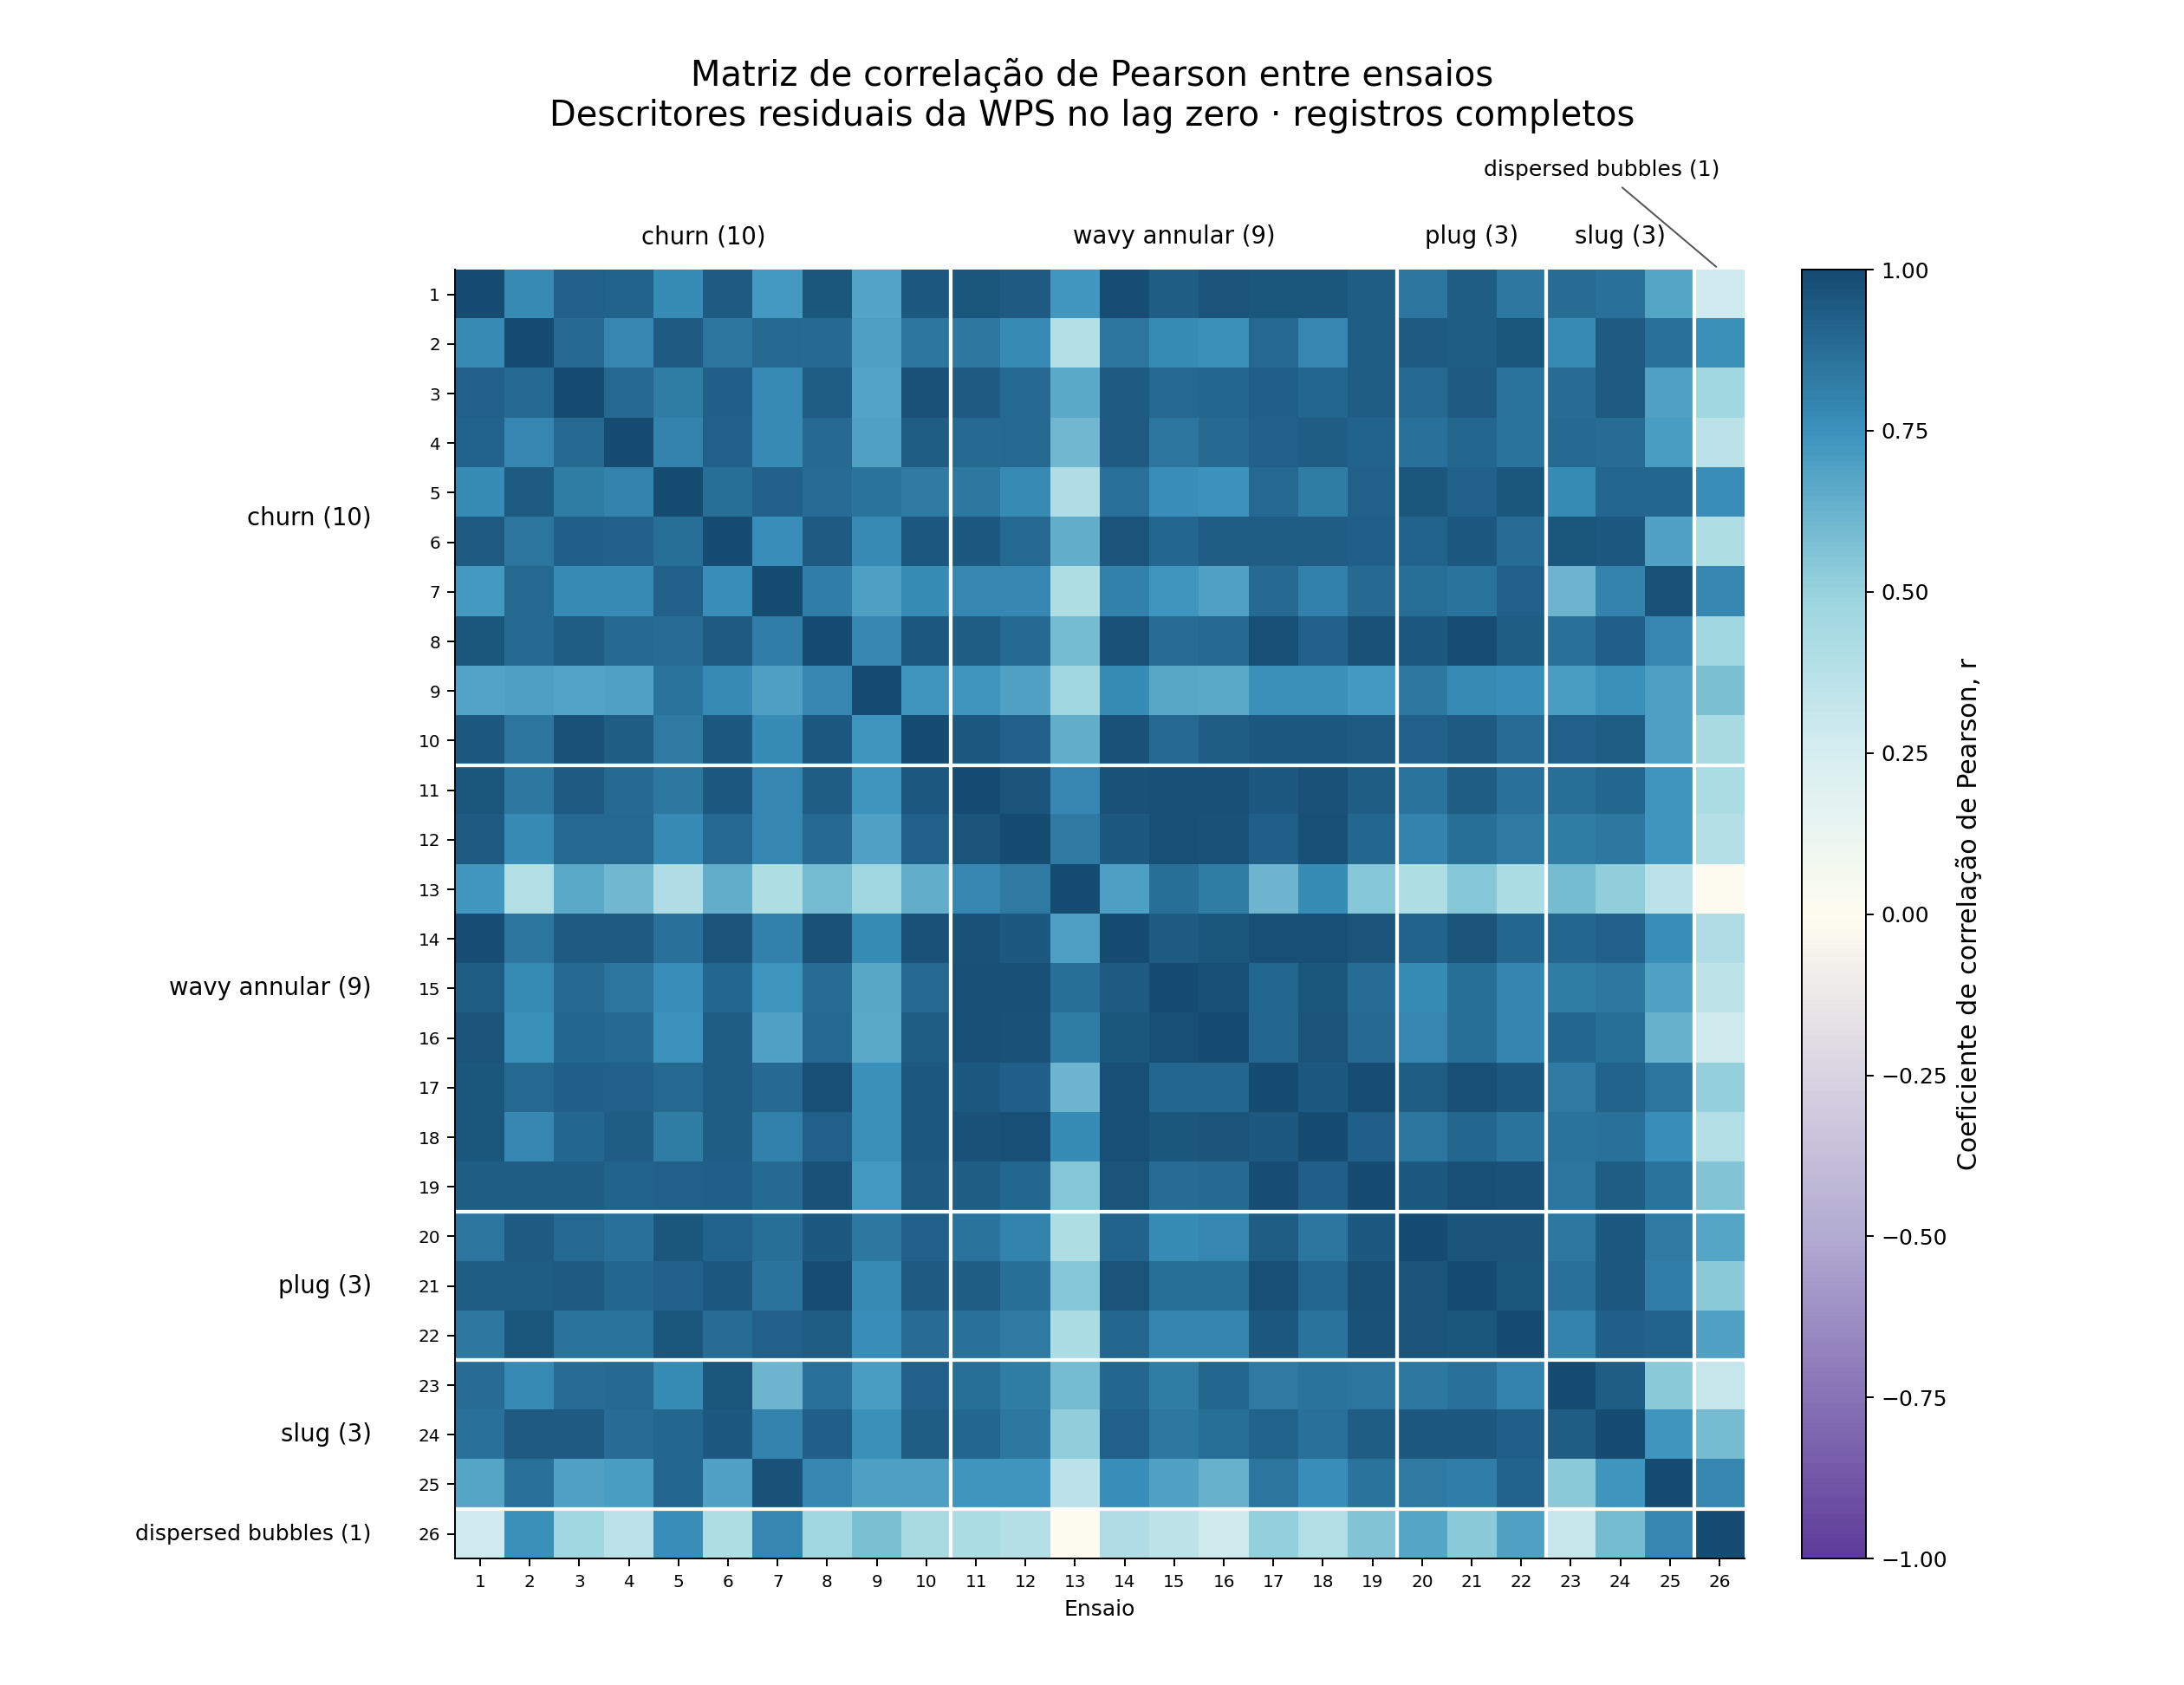 Matriz de correlação de Pearson entre ensaios
Descritores residuais da WPS no lag zero · registros completos
dispersed bubbles (1)
churn (10)
wavy annular (9)
plug (3)
slug (3)
1
2
3
4
5
6
7
8
9
10
11
12
13
14
15
16
17
18
19
20
21
22
23
24
25
26
churn (10)
wavy annular (9)
plug (3)
slug (3)
dispersed bubbles (1)
1 2 3 4 5 6 7 8 9 10 11 12 13 14 15 16 17 18 19 20 21 22 23 24 25 26
Ensaio
1.00
0.75
0.50
0.25
0.00
−0.25
−0.50
−0.75
−1.00
Coeficiente de correlação de Pearson, r